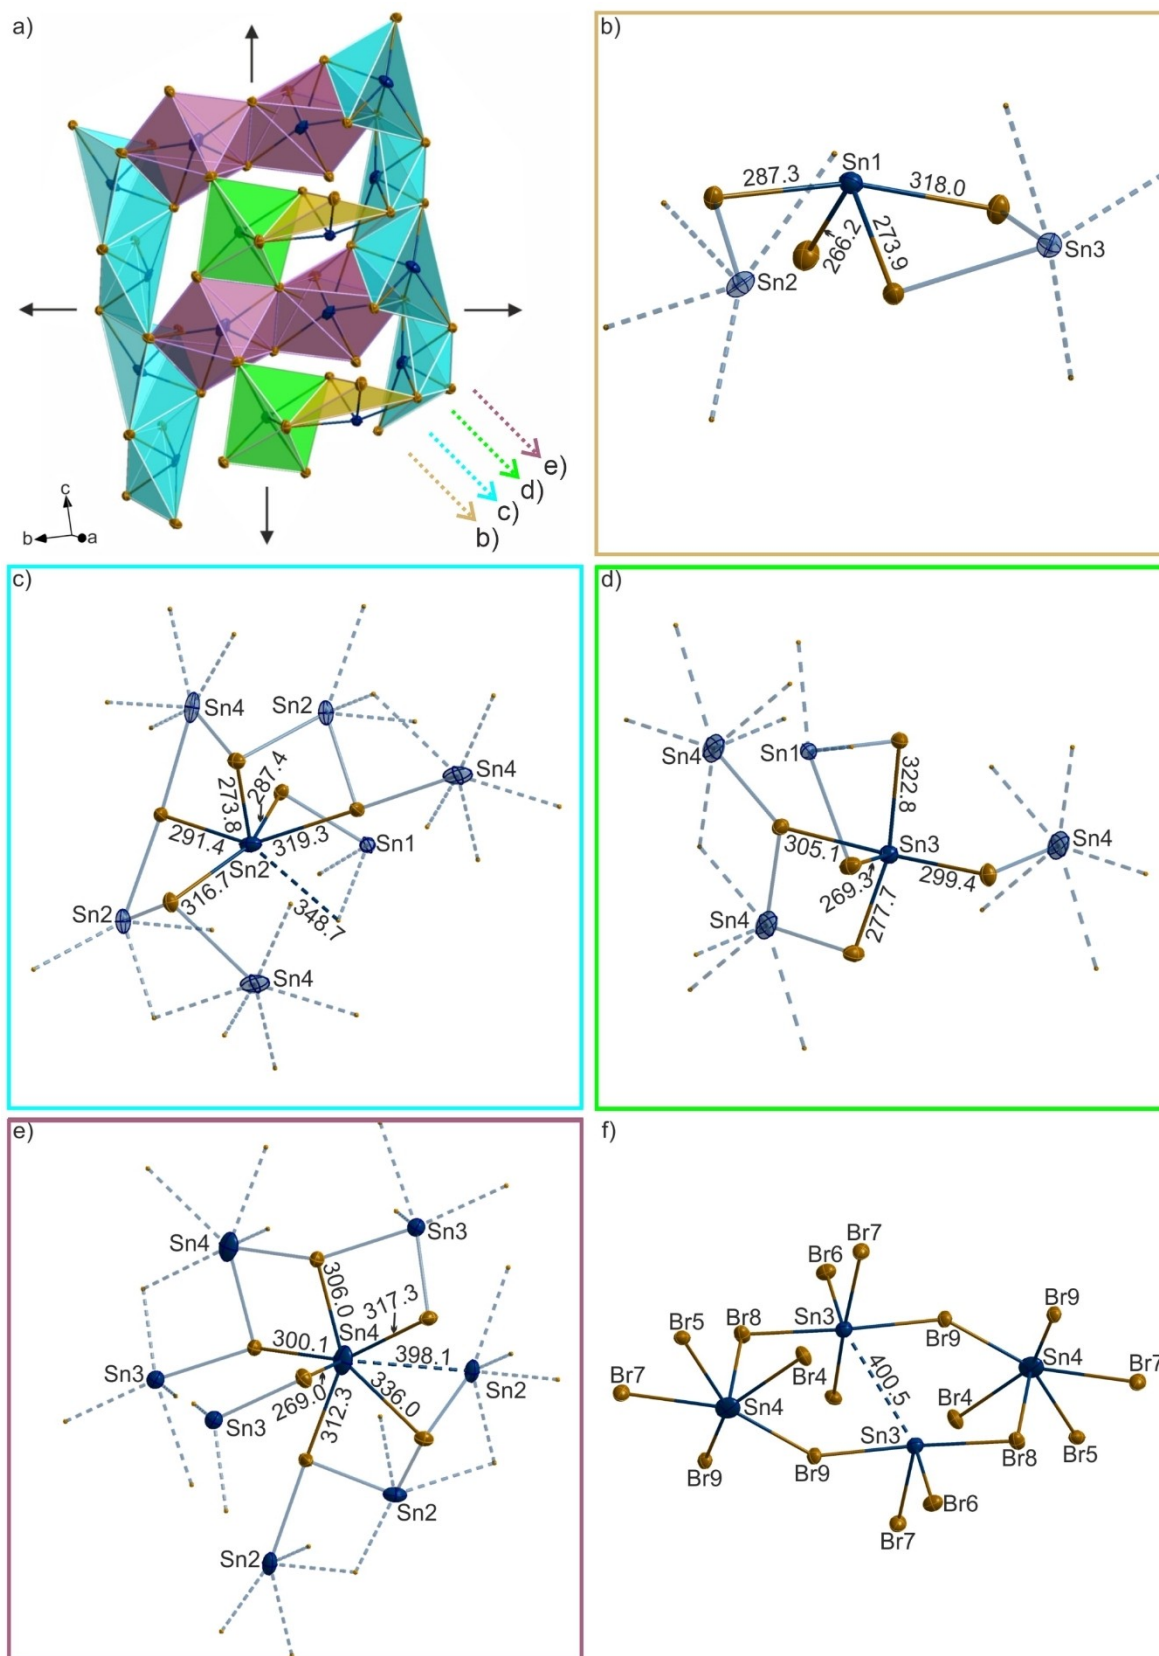 a)
c
b
a
b)
c)
d)
e)
b)
Sn1
287.3
318.0
266.2
273.9
Sn2
Sn3
c)
Sn4
Sn2
Sn4
273.8
287.4
291.4
319.3
Sn1
Sn2
316.7
348.7
Sn2
Sn4
d)
Sn4
Sn1
322.8
Sn4
305.1
Sn3
269.3
299.4
277.7
Sn4
e)
Sn4
Sn3
306.0
317.3
Sn4
300.1
398.1
Sn2
Sn3
269.0
336.0
Sn3
312.3
Sn2
Sn2
f)
Br7
Br6
Br9
Br5
Br8
Sn3
Br9
Sn4
Br7
Br7
Br4
400.5
Br4
Sn4
Sn3
Br5
Br8
Br9
Br9
Br6
Br7